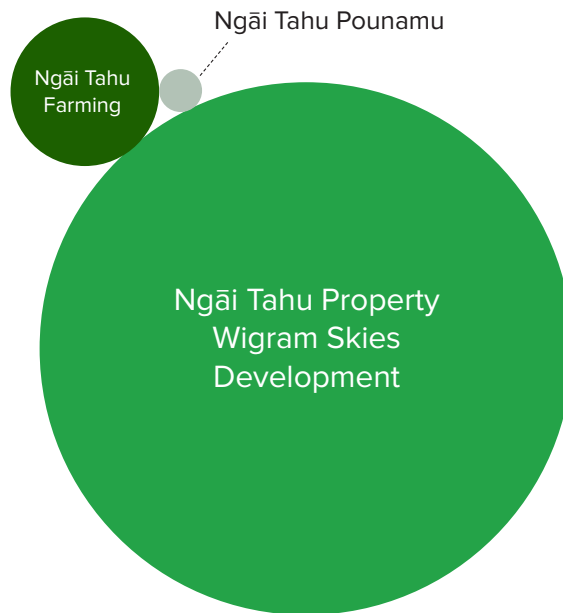 Ngāi Tahu Pounamu
Ngāi Tahu
Farming
Ngāi Tahu Property
Wigram Skies
Development